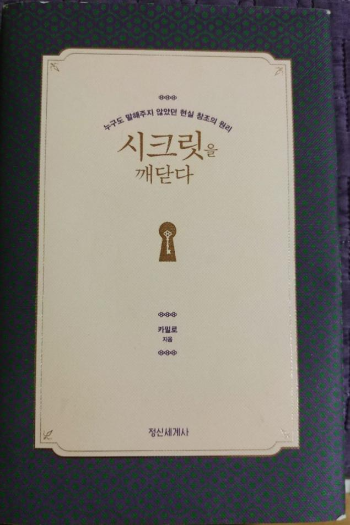 누구도 말해주지 않았던 현실 창조의 원리
시크릿을
깨닫다
카밀로
지음
정신세계사